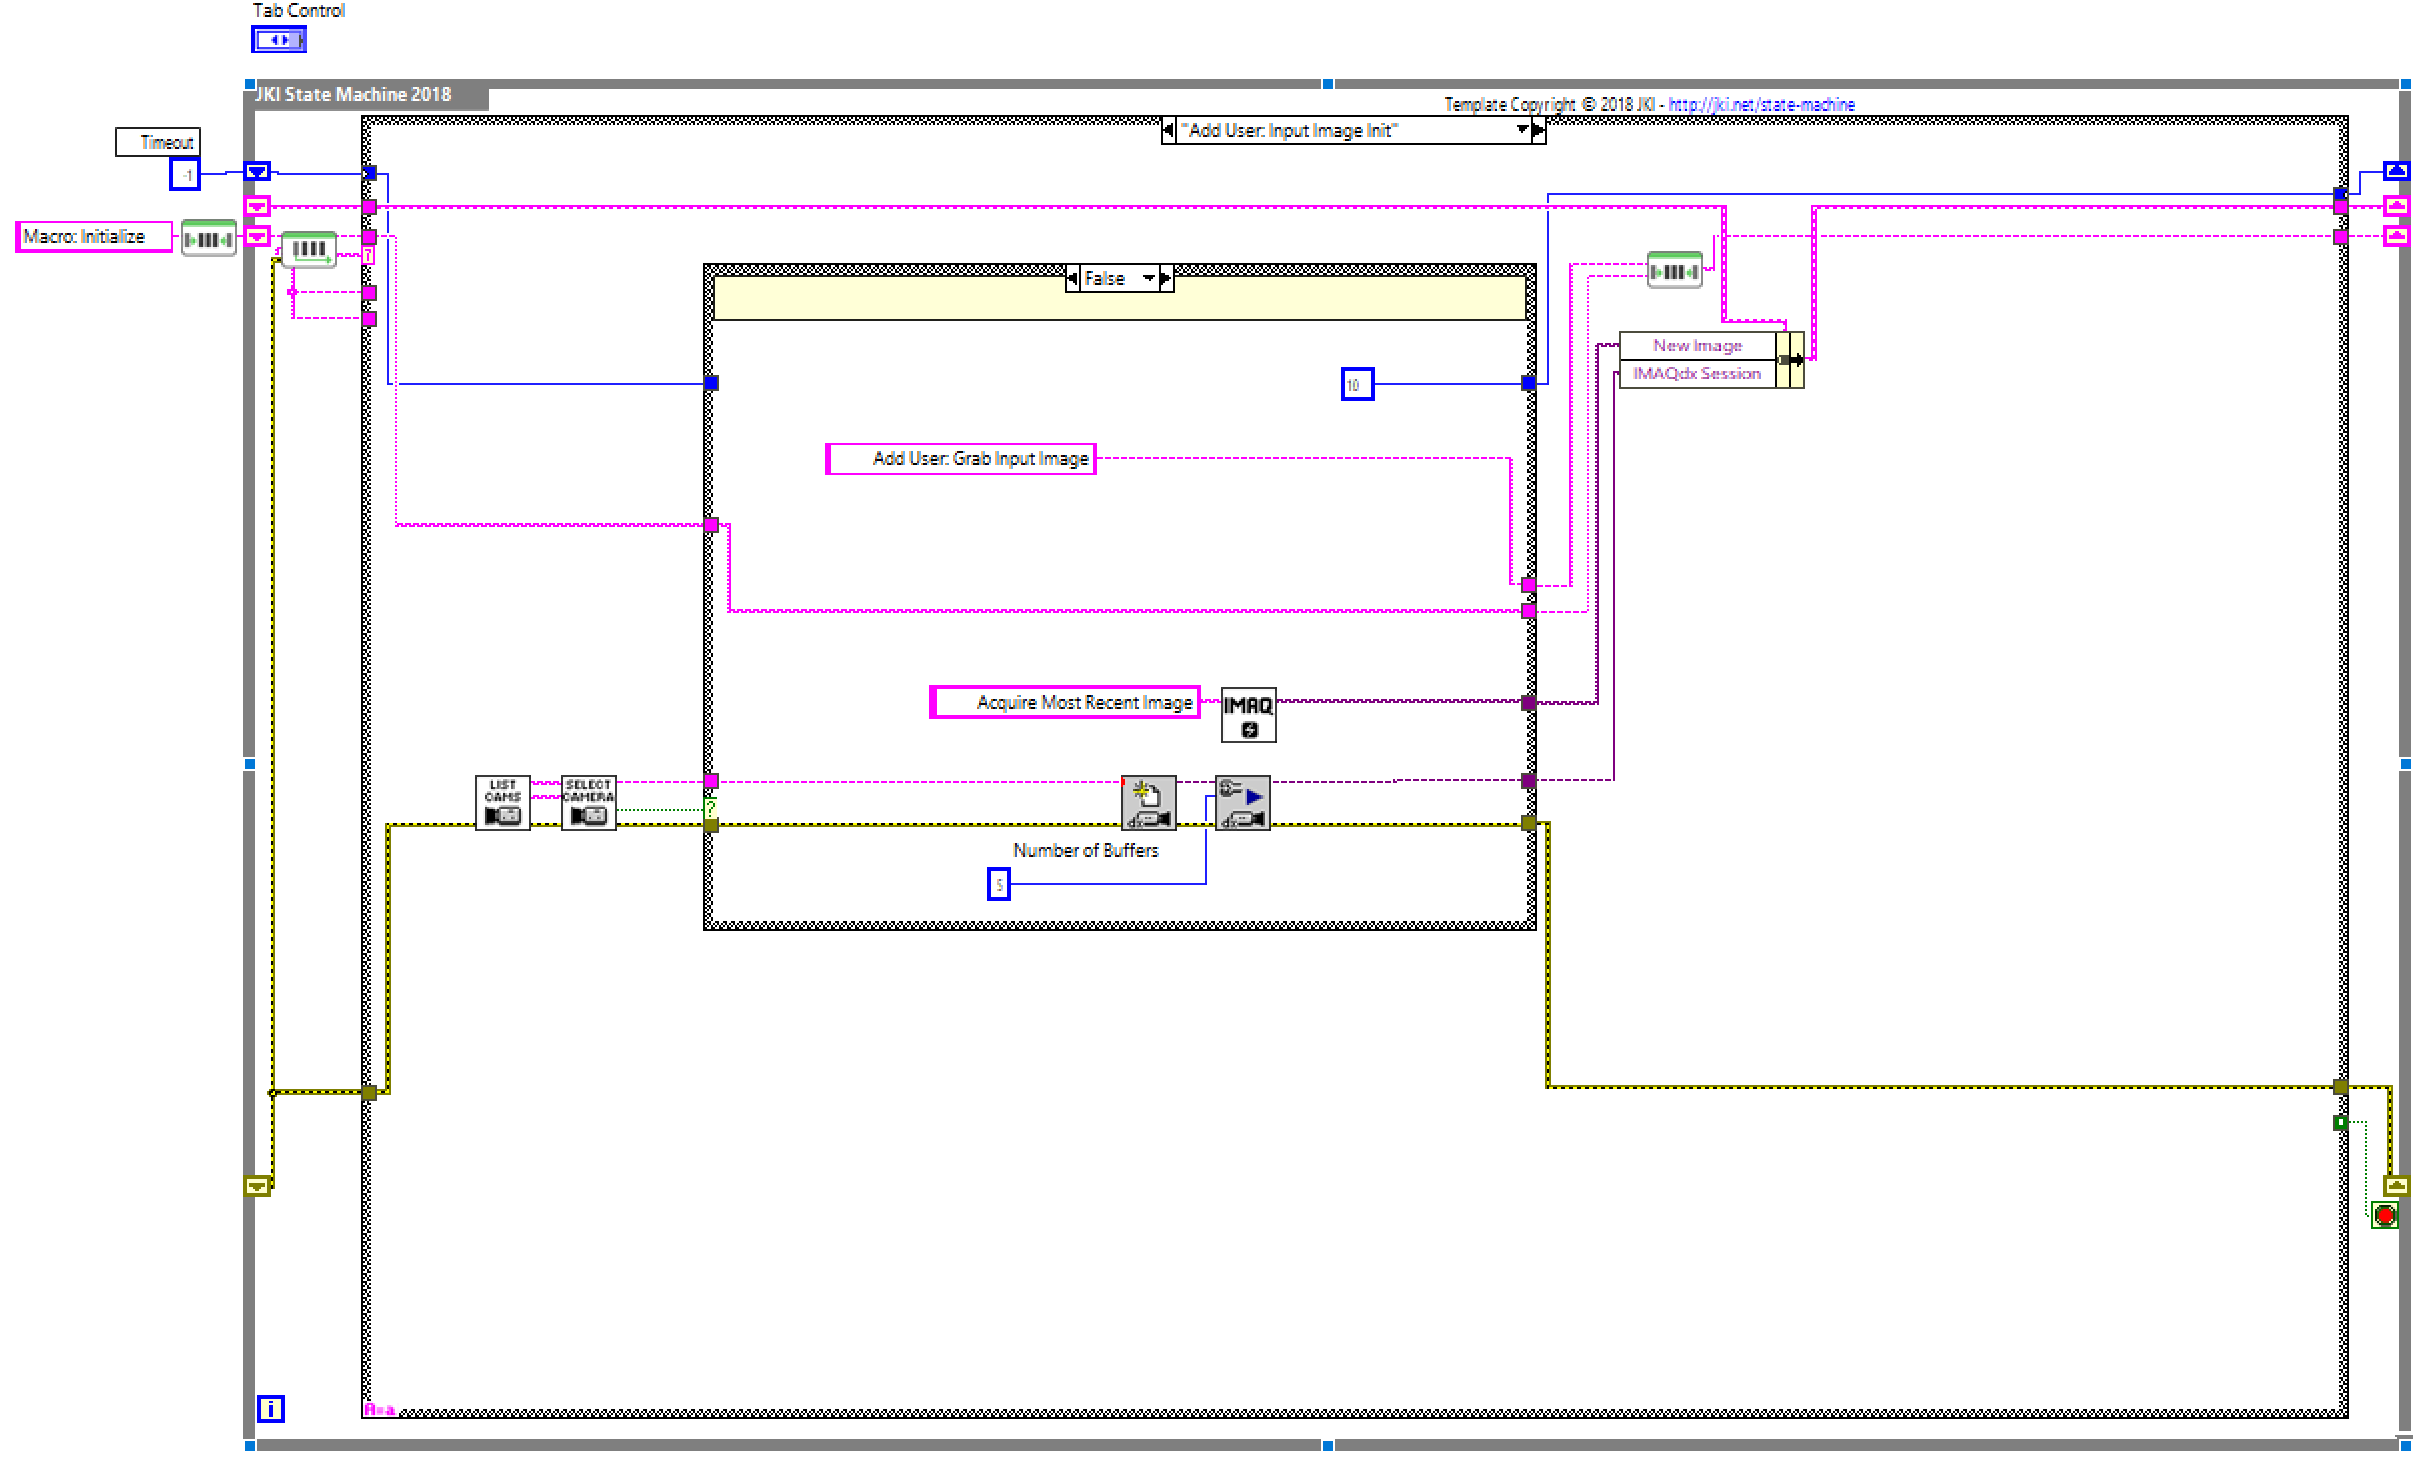 Tab Control
JKI State Machine 2018
Template Copyright © 2018 JKI - http://jki.net/state-machine
"Add User: Input Image Init"
Timeout
-1
Macro: Initialize
False
New Image
IMAQdx Session
10
Add User: Grab Input Image
Acquire Most Recent Image
IMAQ
LIST
CAMS
SELECT
CAMERA
?
dx
dx
Number of Buffers
5
i
A=a